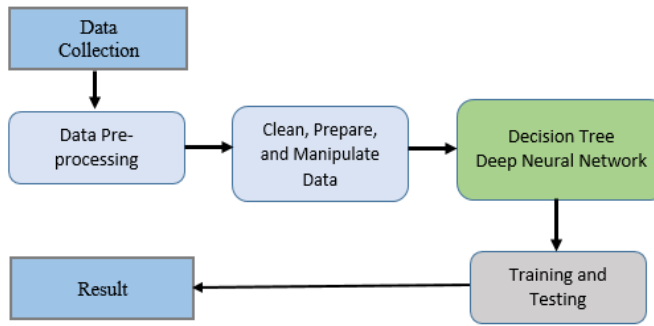 Data
Collection
Data Pre-
processing
Clean, Prepare,
and Manipulate
Data
Decision Tree
Deep Neural Network
Training and
Testing
Result